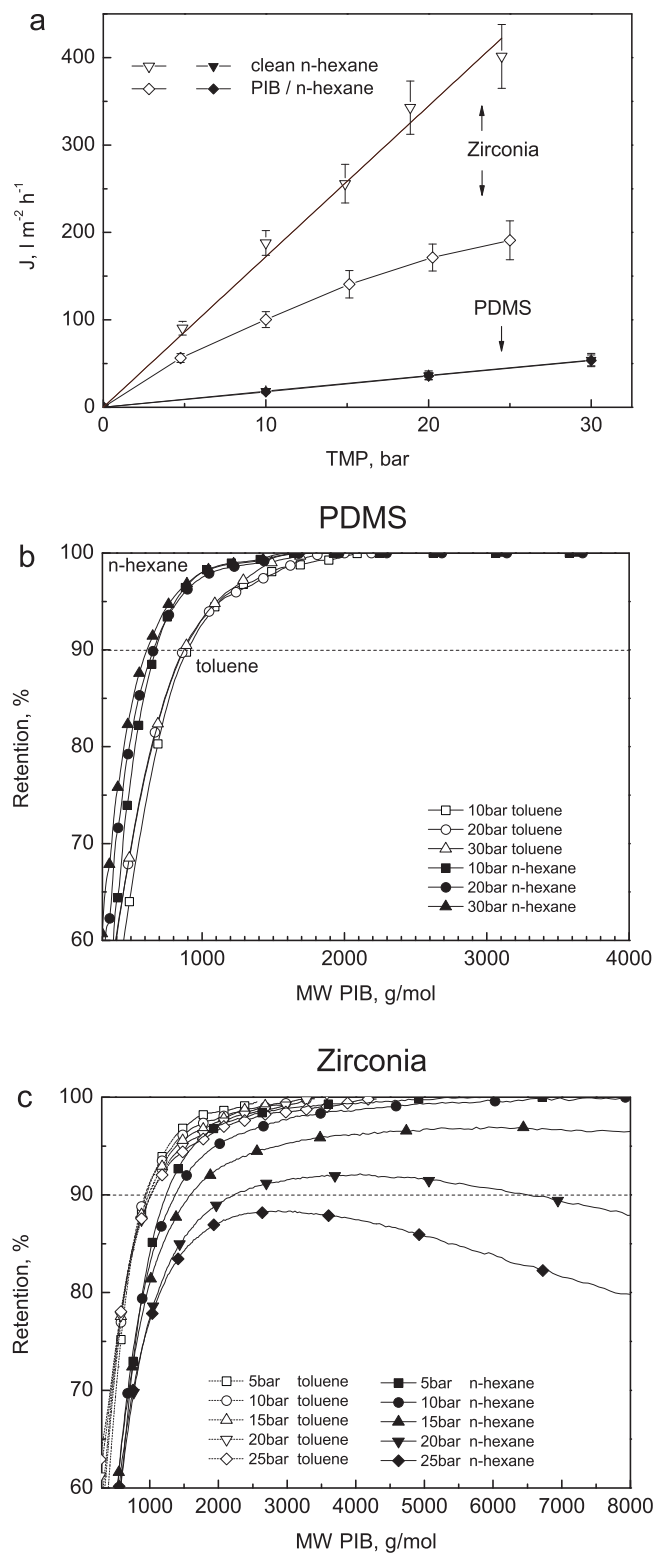 a
400
300
200
100
0
J, l m⁻² h⁻¹
clean n-hexane
PIB / n-hexane
Zirconia
PDMS
0 10 20 30
TMP, bar
PDMS
b
100
90
80
70
60
Retention, %
n-hexane
toluene
10bar toluene
20bar toluene
30bar toluene
10bar n-hexane
20bar n-hexane
30bar n-hexane
1000 2000 3000 4000
MW PIB, g/mol
Zirconia
c
100
90
80
70
60
Retention, %
5bar toluene 5bar n-hexane
10bar toluene 10bar n-hexane
15bar toluene 15bar n-hexane
20bar toluene 20bar n-hexane
25bar toluene 25bar n-hexane
1000 2000 3000 4000 5000 6000 7000 8000
MW PIB, g/mol